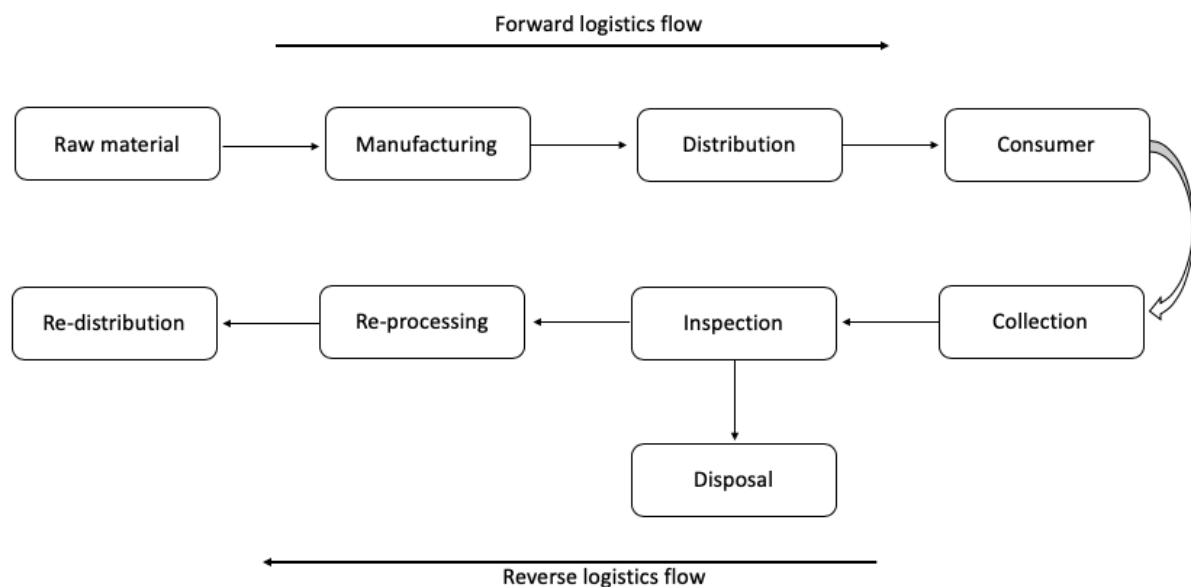 Forward logistics flow
Raw material
Manufacturing
Distribution
Consumer
Re-distribution
Re-processing
Inspection
Collection
Disposal
Reverse logistics flow